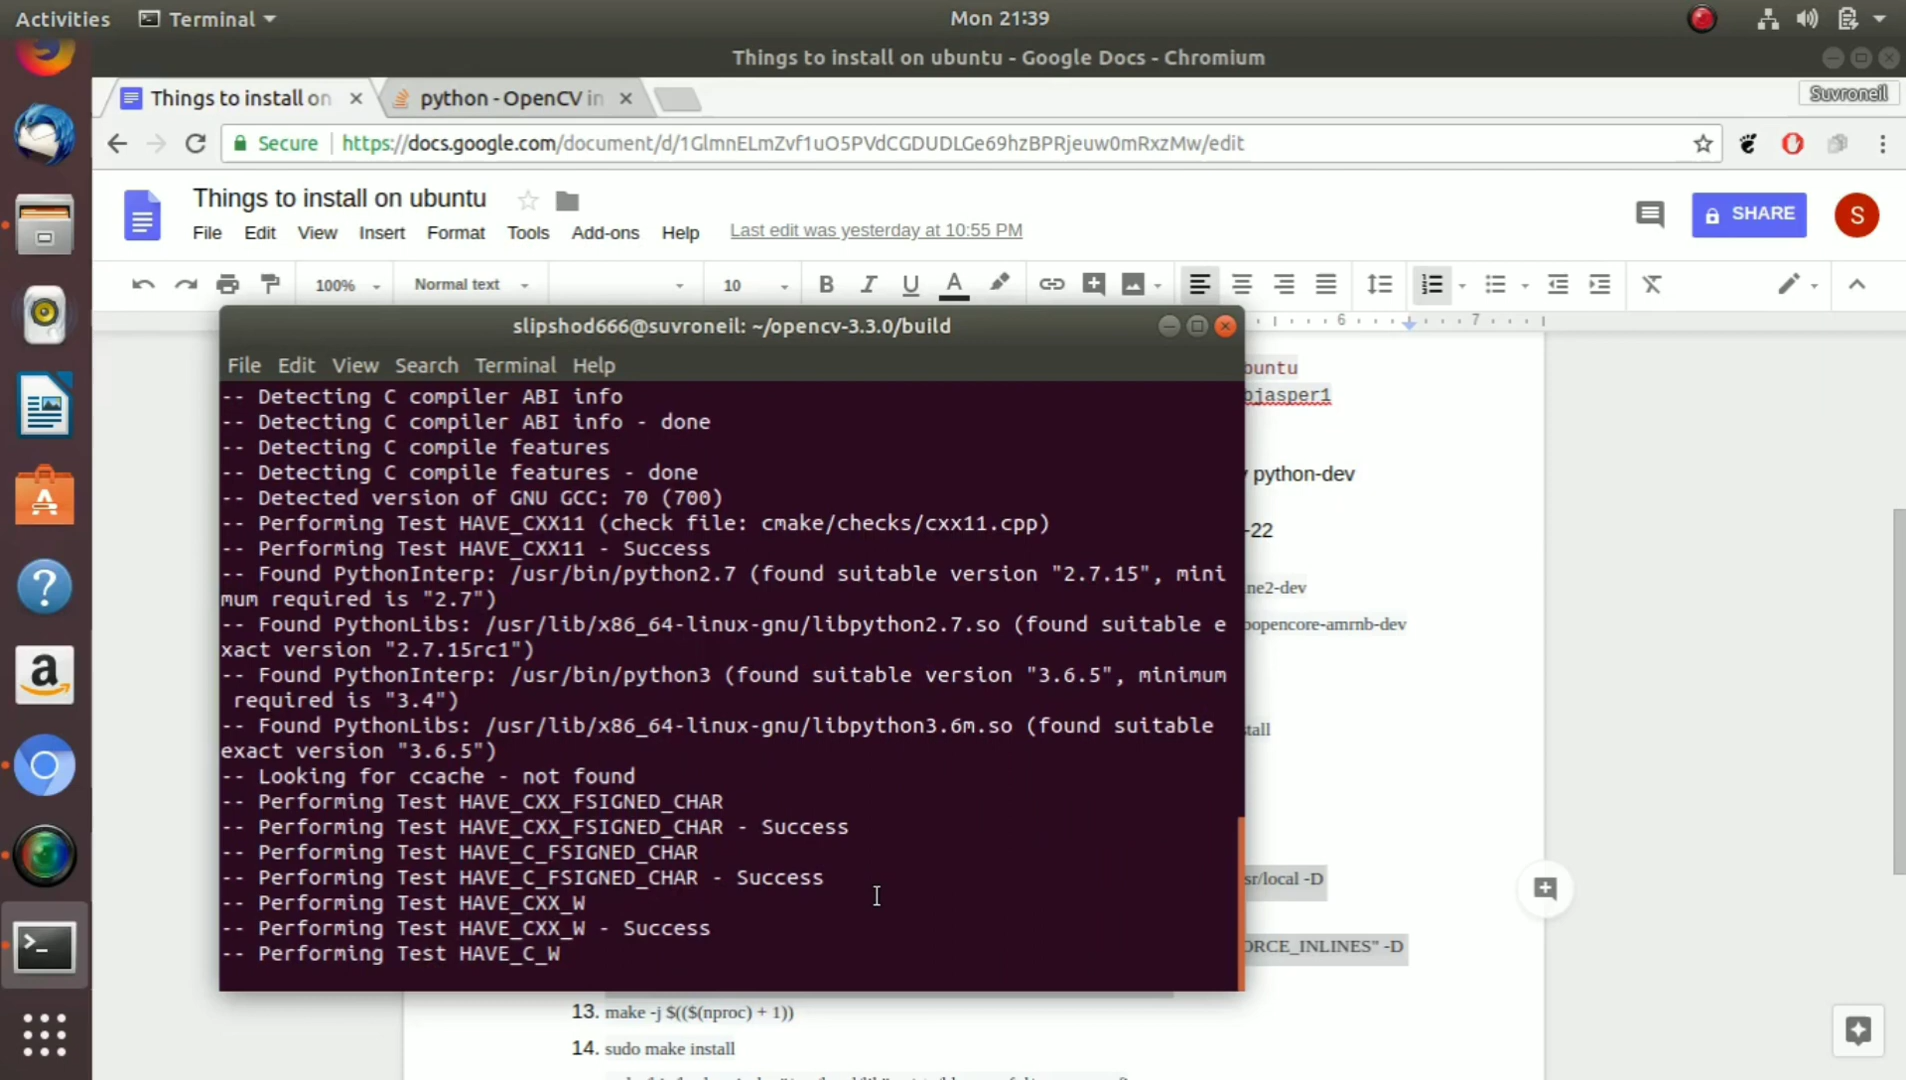 Activities
Terminal
Mon 21:39
Things to install on ubuntu - Google Docs - Chromium
Things to install on
python - OpenCV in
Suvroneil
Secure
https://docs.google.com/document/d/1GlmnELmZvf1uO5PVdCGDUDLGe69hzBPRjeuw0mRxzMw/edit
Things to install on ubuntu
SHARE
S
File Edit View Insert Format Tools Add-ons Help
Last edit was yesterday at 10:55 PM
100%
Normal text
10
B I U A
6 7
slipshod666@suvroneil: ~/opencv-3.3.0/build
File Edit View Search Terminal Help
-- Detecting C compiler ABI info
-- Detecting C compiler ABI info - done
-- Detecting C compile features
-- Detecting C compile features - done
-- Detected version of GNU GCC: 70 (700)
-- Performing Test HAVE_CXX11 (check file: cmake/checks/cxx11.cpp)
-- Performing Test HAVE_CXX11 - Success
-- Found PythonInterp: /usr/bin/python2.7 (found suitable version "2.7.15", mini
mum required is "2.7")
-- Found PythonLibs: /usr/lib/x86_64-linux-gnu/libpython2.7.so (found suitable e
xact version "2.7.15rc1")
-- Found PythonInterp: /usr/bin/python3 (found suitable version "3.6.5", minimum
 required is "3.4")
-- Found PythonLibs: /usr/lib/x86_64-linux-gnu/libpython3.6m.so (found suitable
exact version "3.6.5")
-- Looking for ccache - not found
-- Performing Test HAVE_CXX_FSIGNED_CHAR
-- Performing Test HAVE_CXX_FSIGNED_CHAR - Success
-- Performing Test HAVE_C_FSIGNED_CHAR
-- Performing Test HAVE_C_FSIGNED_CHAR - Success
-- Performing Test HAVE_CXX_W
-- Performing Test HAVE_CXX_W - Success
-- Performing Test HAVE_C_W
buntu
bjasper1
python-dev
-22
ne2-dev
opencore-amrnb-dev
tall
sr/local -D
ORCE_INLINES" -D
13. make -j $(($(nproc) + 1))
14. sudo make install